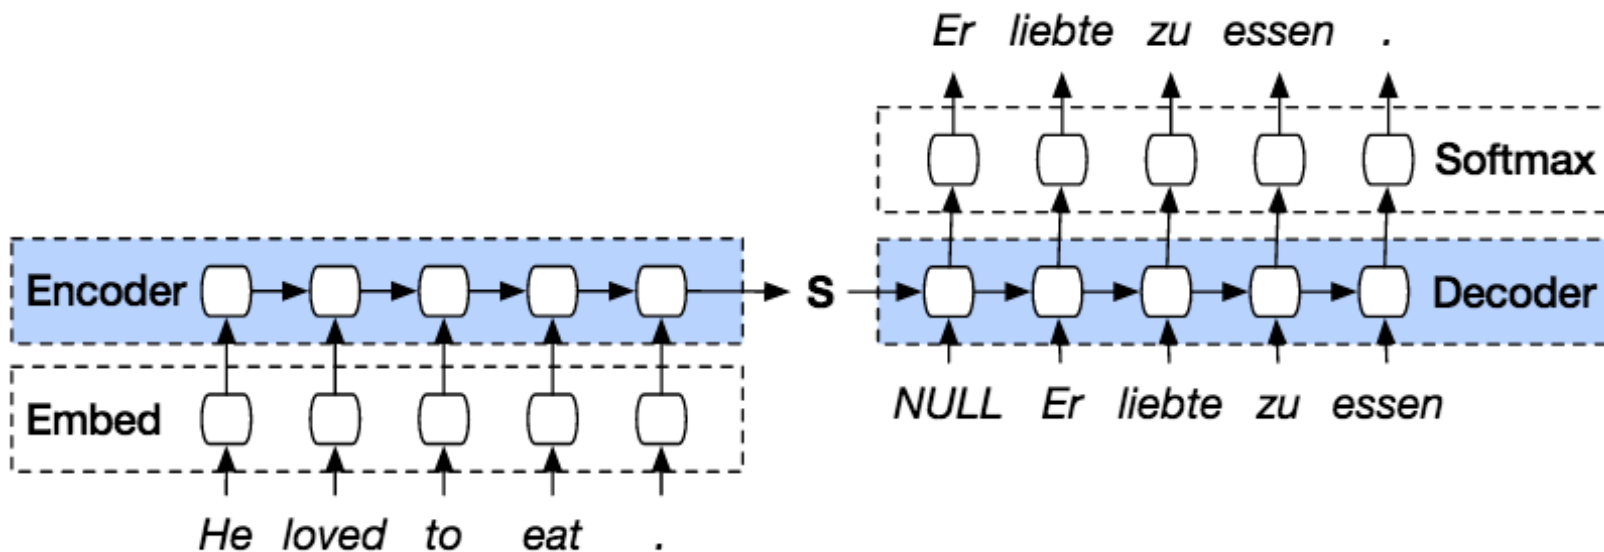 Er liebte zu essen .
Softmax
Encoder
S
Decoder
NULL Er liebte zu essen
Embed
He loved to eat .